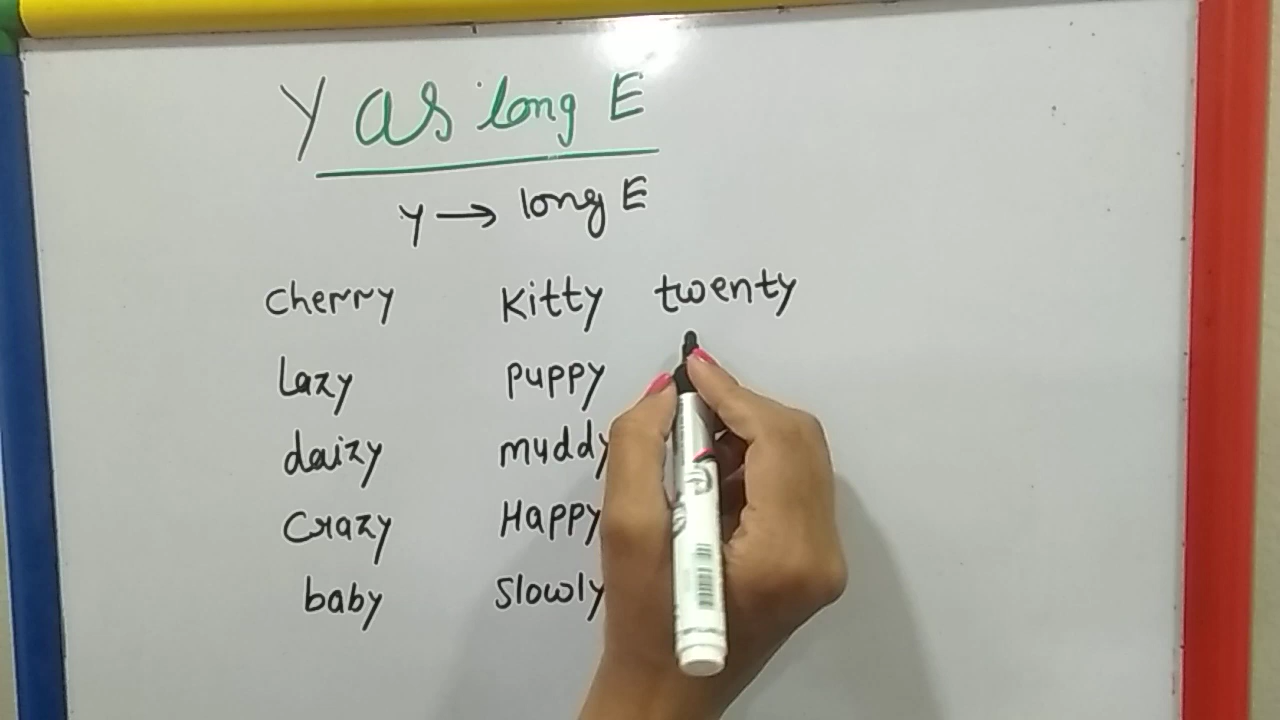 Y as long E
y → long E
cherry Kitty twenty
Lazy puppy
daizy muddy
Crazy Happy
baby Slowly